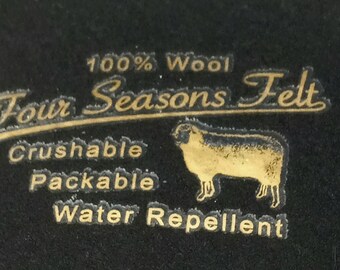 100% Wool
Four Seasons Felt
Crushable
Packable
Water Repellent